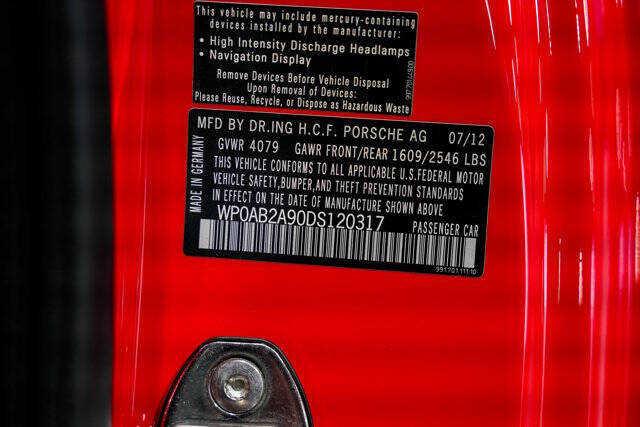 This vehicle may include mercury-containing
devices installed by the manufacturer:
• High Intensity Discharge Headlamps
• Navigation Display
Remove Devices Before Vehicle Disposal
Upon Removal of Devices:
Please Reuse, Recycle, or Dispose as Hazardous Waste
MFD BY DR.ING H.C.F. PORSCHE AG 07/12
GVWR 4079 GAWR FRONT/REAR 1609/2546 LBS
THIS VEHICLE CONFORMS TO ALL APPLICABLE U.S.FEDERAL MOTOR
VEHICLE SAFETY,BUMPER,AND THEFT PREVENTION STANDARDS
IN EFFECT ON THE DATE OF MANUFACTURE SHOWN ABOVE
WP0AB2A90DS120317 PASSENGER CAR
MADE IN GERMANY
991.701.111.10